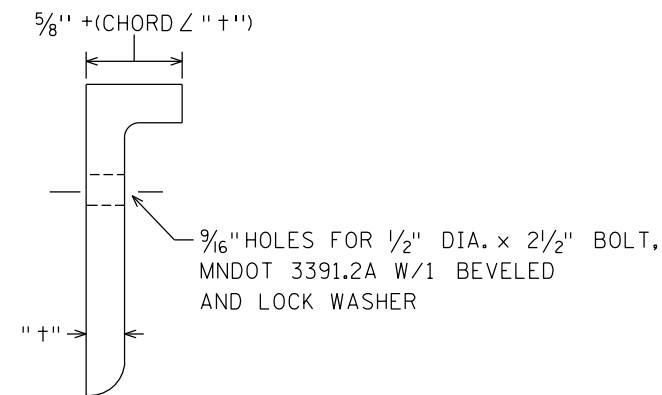 5/8" +(CHORD ∠ "t")
9/16" HOLES FOR 1/2" DIA. x 2 1/2" BOLT,
MNDOT 3391.2A W/1 BEVELED
AND LOCK WASHER
"t"